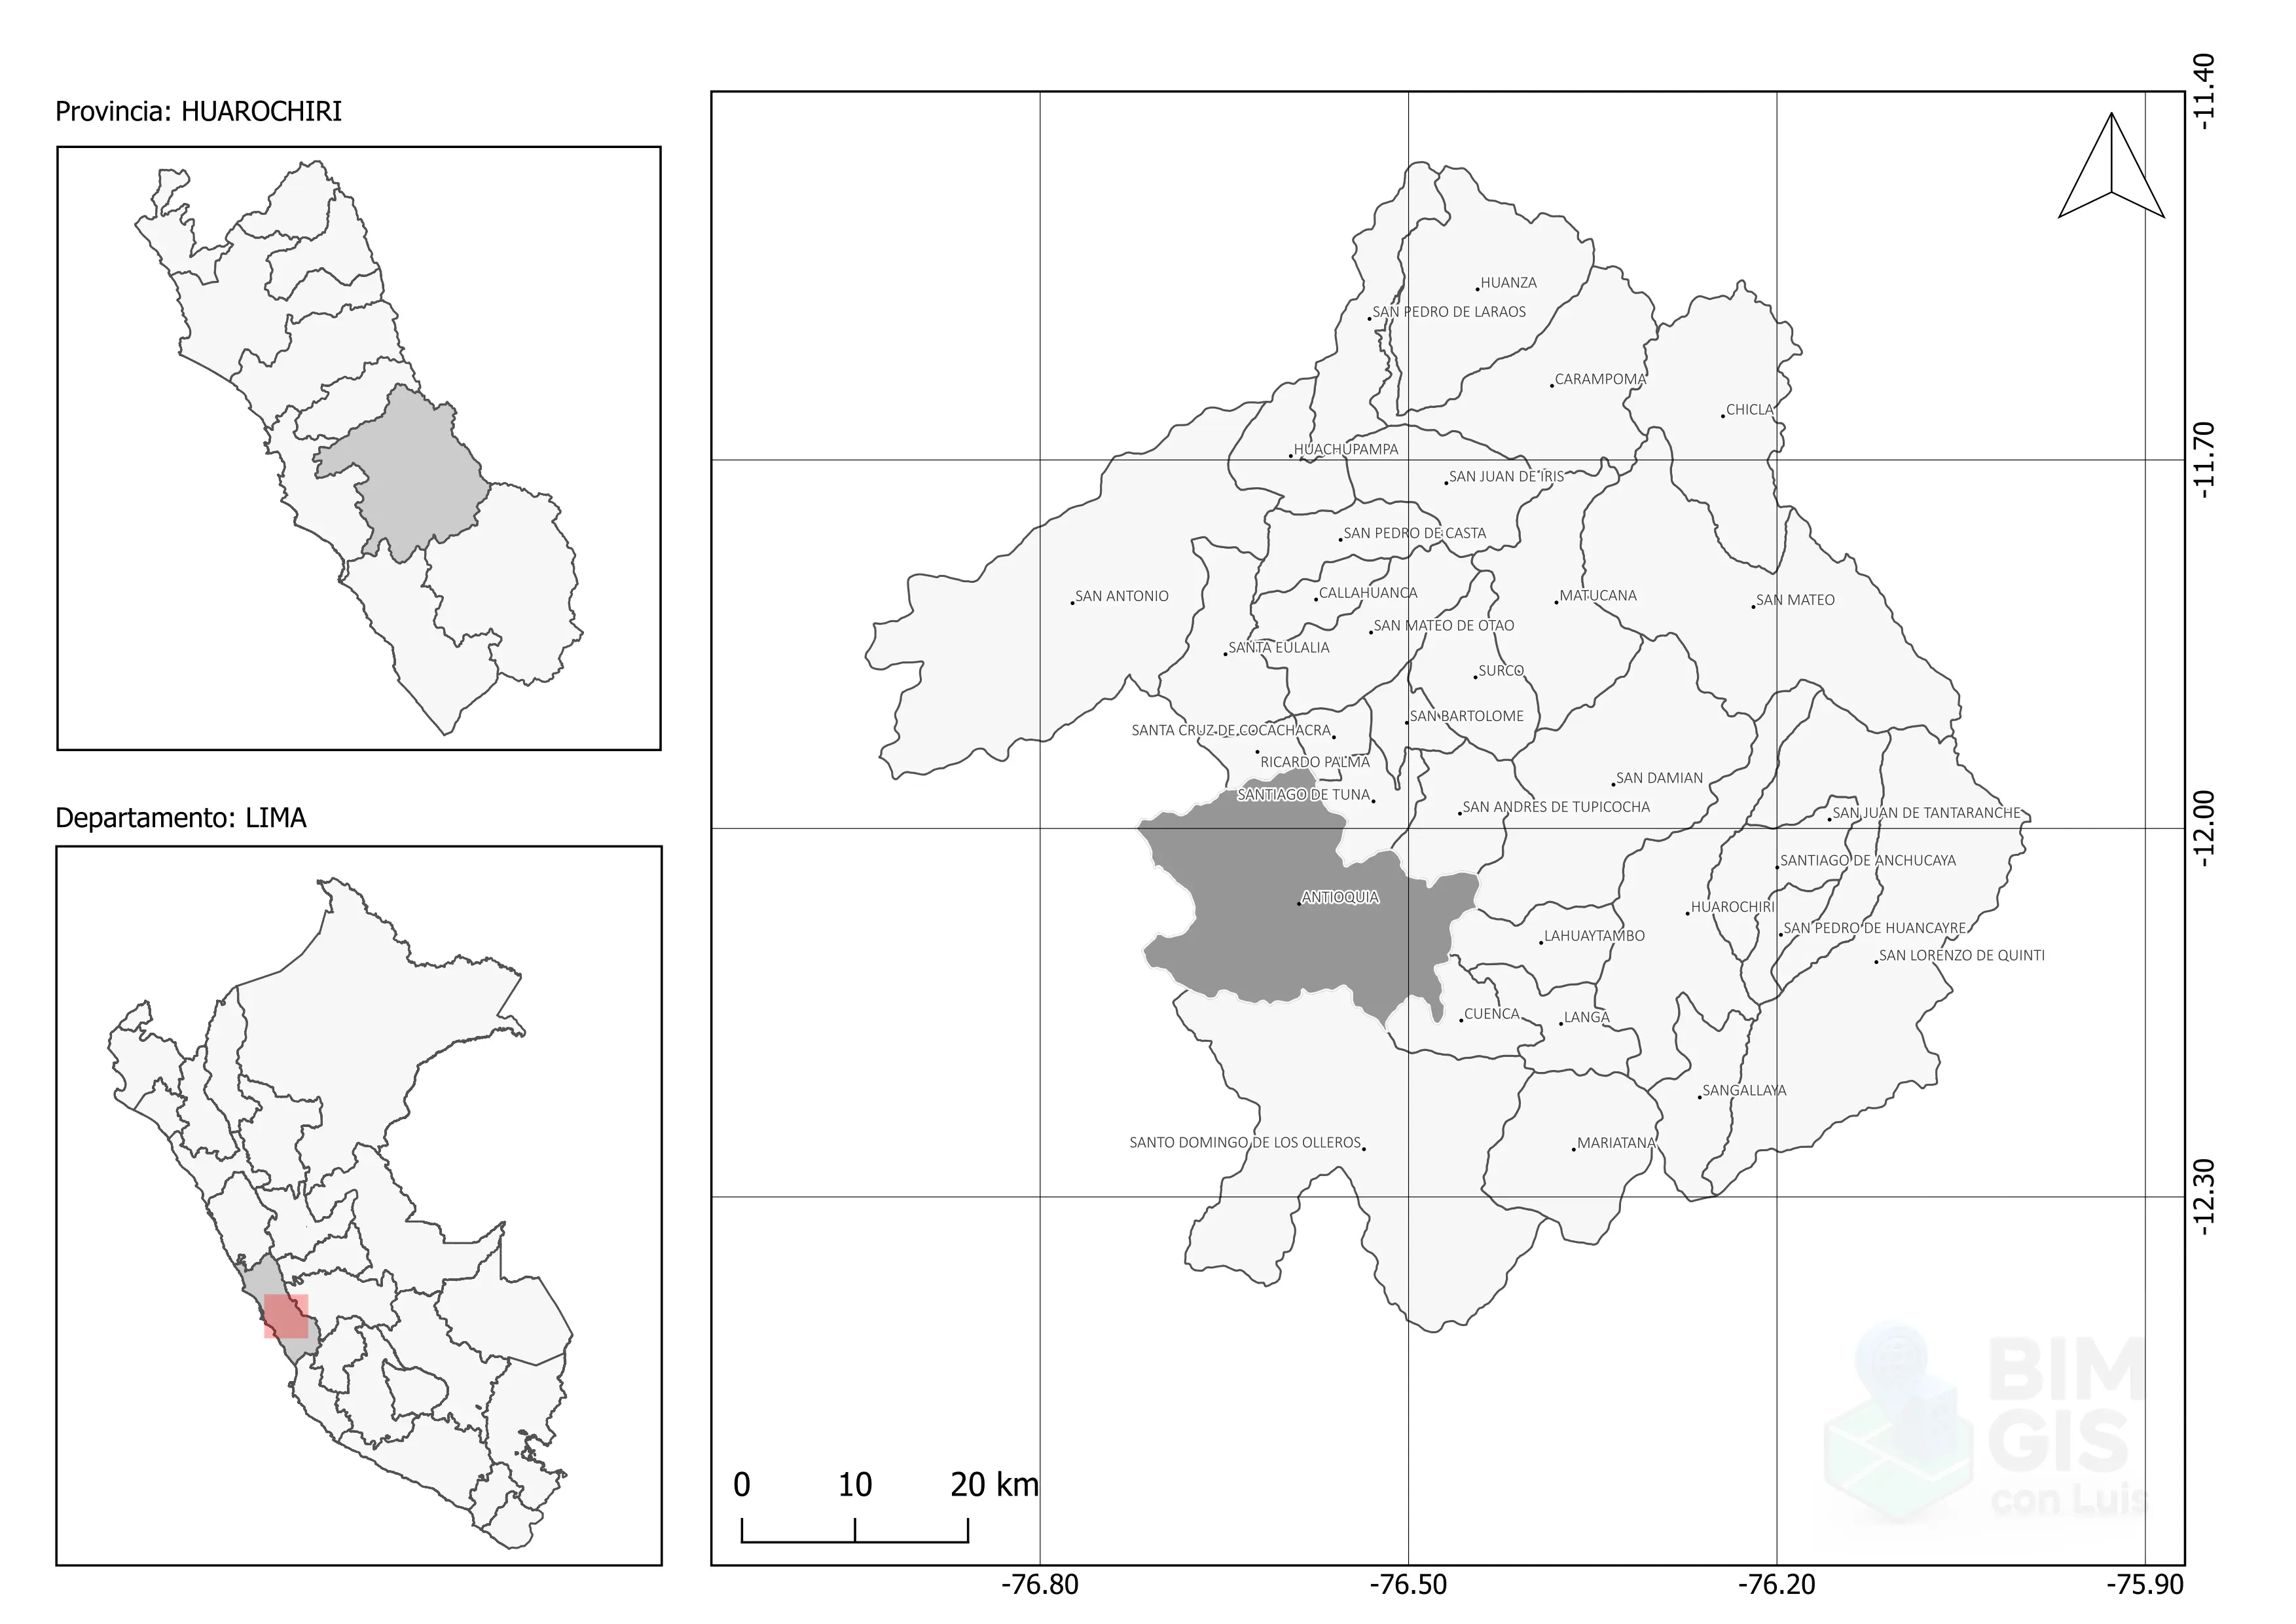 Provincia: HUAROCHIRI
Departamento: LIMA
HUANZA
SAN PEDRO DE LARAOS
CARAMPOMA
CHICLA
HUACHUPAMPA
SAN JUAN DE IRIS
SAN PEDRO DE CASTA
SAN ANTONIO
CALLAHUANCA
MATUCANA
SAN MATEO
SAN MATEO DE OTAO
SANTA EULALIA
SURCO
SAN BARTOLOME
SANTA CRUZ DE COCACHACRA
RICARDO PALMA
SAN DAMIAN
SANTIAGO DE TUNA
SAN ANDRES DE TUPICOCHA
SAN JUAN DE TANTARANCHE
SANTIAGO DE ANCHUCAYA
ANTIOQUIA
HUAROCHIRI
SAN PEDRO DE HUANCAYRE
LAHUAYTAMBO
SAN LORENZO DE QUINTI
CUENCA
LANGA
SANGALLAYA
SANTO DOMINGO DE LOS OLLEROS
MARIATANA
-11.40
-11.70
-12.00
-12.30
0 10 20 km
BIM
GIS
con Luis
-76.80 -76.50 -76.20 -75.90